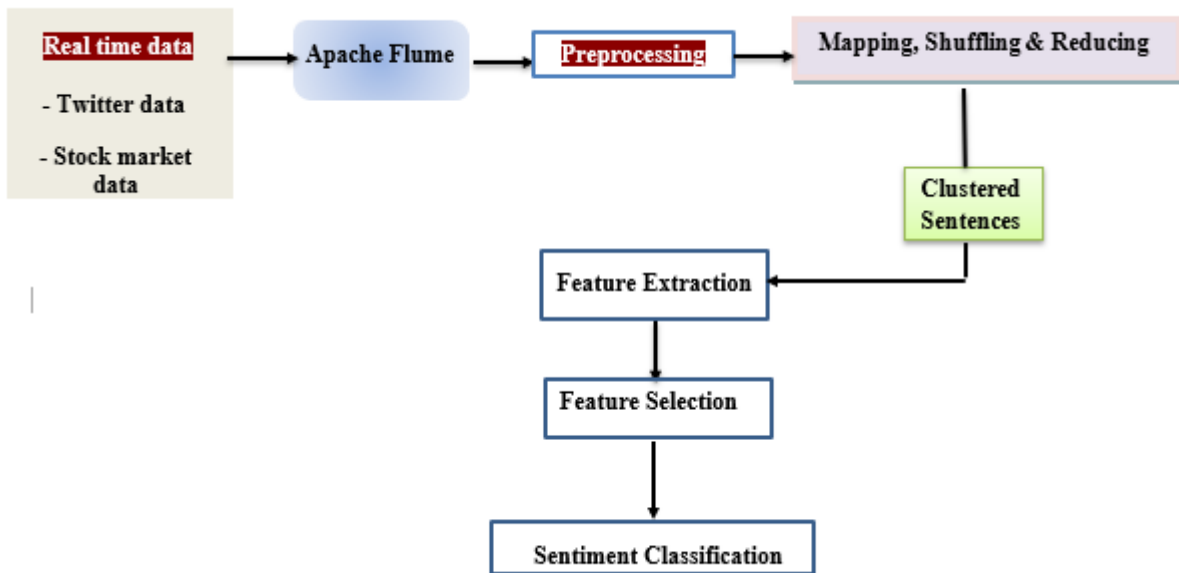 Real time data
- Twitter data
- Stock market
data
Apache Flume
Preprocessing
Mapping, Shuffling & Reducing
Clustered
Sentences
Feature Extraction
Feature Selection
Sentiment Classification